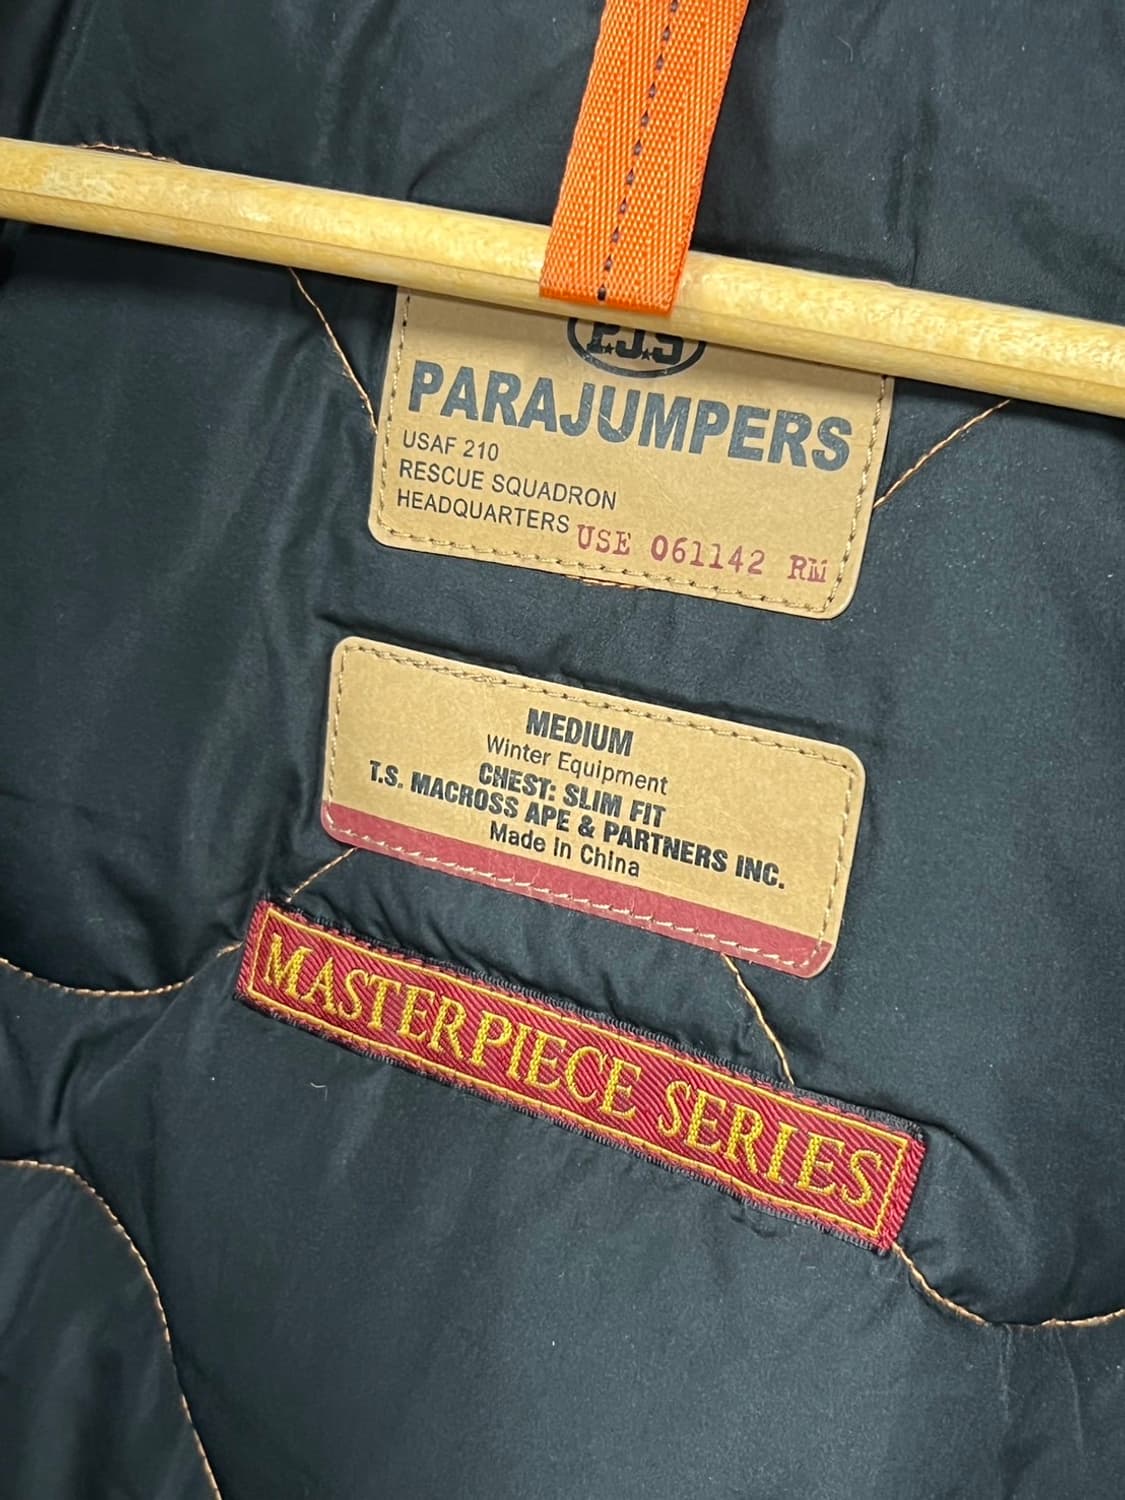 P.J.S
PARAJUMPERS
USAF 210
RESCUE SQUADRON
HEADQUARTERS
USE 061142 RM
MEDIUM
Winter Equipment
CHEST: SLIM FIT
T.S. MACROSS APE & PARTNERS INC.
Made in China
MASTERPIECE SERIES